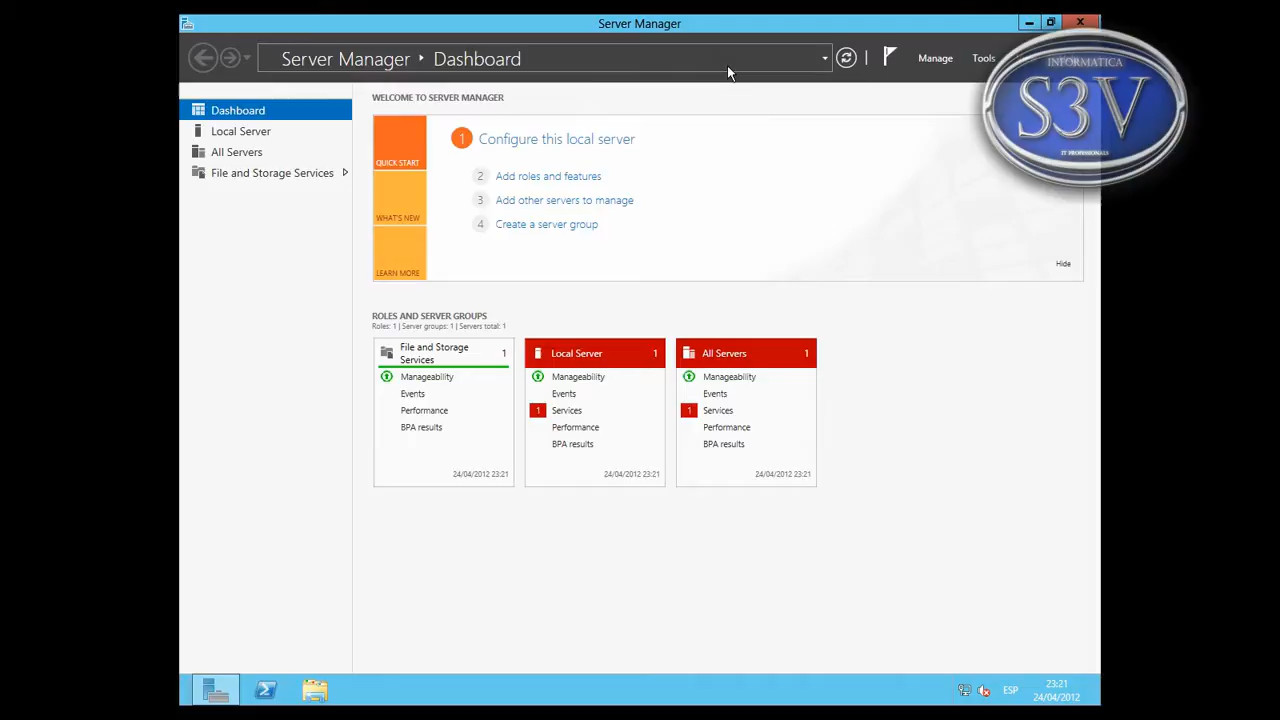 Server Manager
Server Manager ‣ Dashboard
Manage
Tools
INFORMATICA
S3V
IT PROFESSIONALS
Dashboard
Local Server
All Servers
File and Storage Services
WELCOME TO SERVER MANAGER
QUICK START
WHAT'S NEW
LEARN MORE
1 Configure this local server
2 Add roles and features
3 Add other servers to manage
4 Create a server group
Hide
ROLES AND SERVER GROUPS
Roles: 1 | Server groups: 1 | Servers total: 1
File and Storage
Services
1
Manageability
Events
Performance
BPA results
24/04/2012 23:21
Local Server 1
Manageability
Events
1 Services
Performance
BPA results
24/04/2012 23:21
All Servers 1
Manageability
Events
1 Services
Performance
BPA results
24/04/2012 23:21
ESP
23:21
24/04/2012